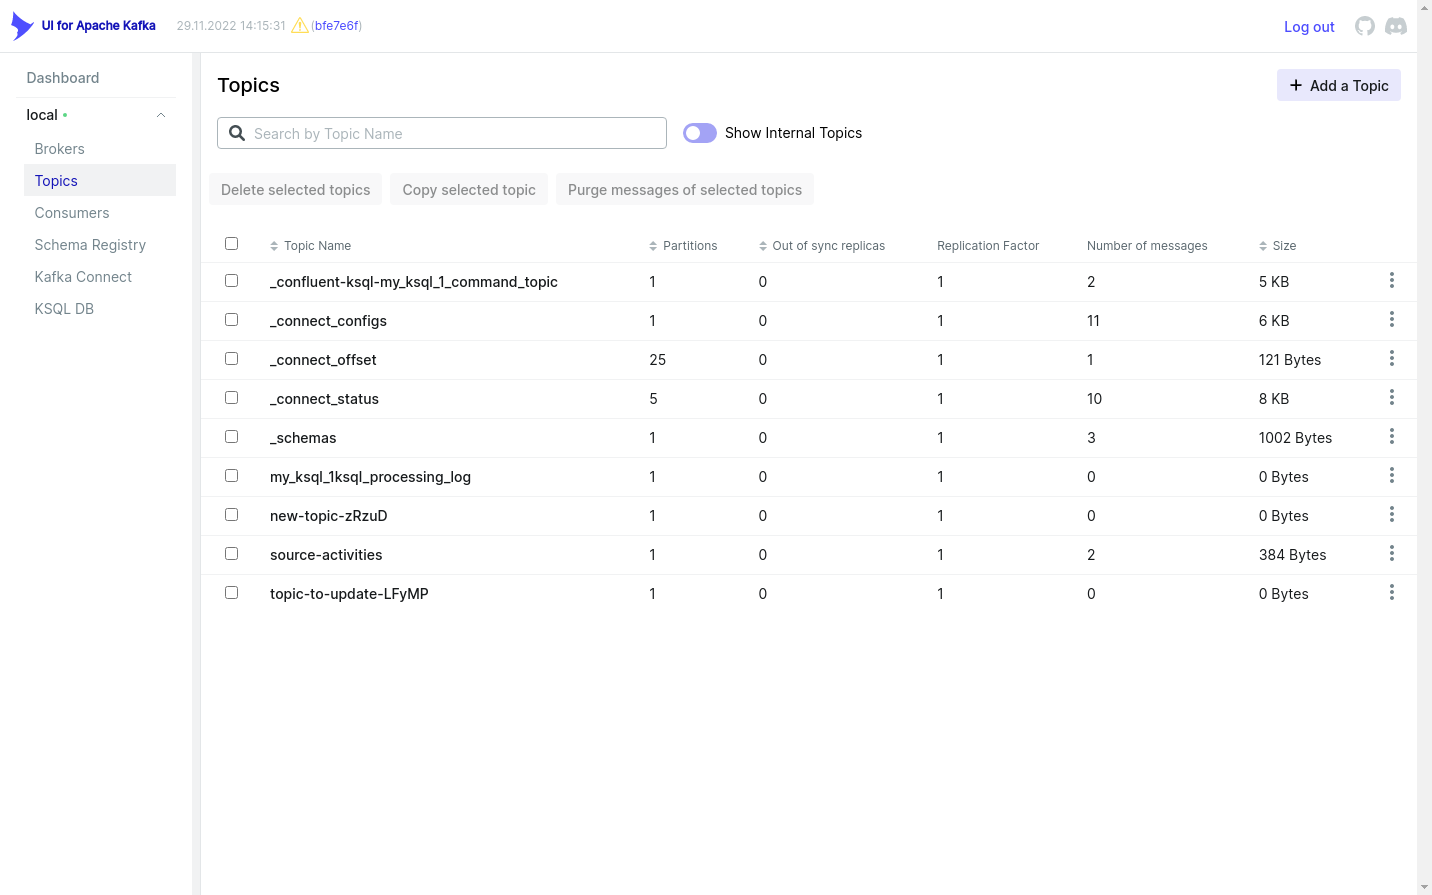 UI for Apache Kafka 29.11.2022 14:15:31 (bfe7e6f) Log out
Dashboard
local
Brokers
Topics
Consumers
Schema Registry
Kafka Connect
KSQL DB
Topics
Add a Topic
Search by Topic Name
Show Internal Topics
Delete selected topics Copy selected topic Purge messages of selected topics
Topic Name Partitions Out of sync replicas Replication Factor Number of messages Size
_confluent-ksql-my_ksql_1_command_topic 1 0 1 2 5 KB
_connect_configs 1 0 1 11 6 KB
_connect_offset 25 0 1 1 121 Bytes
_connect_status 5 0 1 10 8 KB
_schemas 1 0 1 3 1002 Bytes
my_ksql_1ksql_processing_log 1 0 1 0 0 Bytes
new-topic-zRzuD 1 0 1 0 0 Bytes
source-activities 1 0 1 2 384 Bytes
topic-to-update-LFyMP 1 0 1 0 0 Bytes